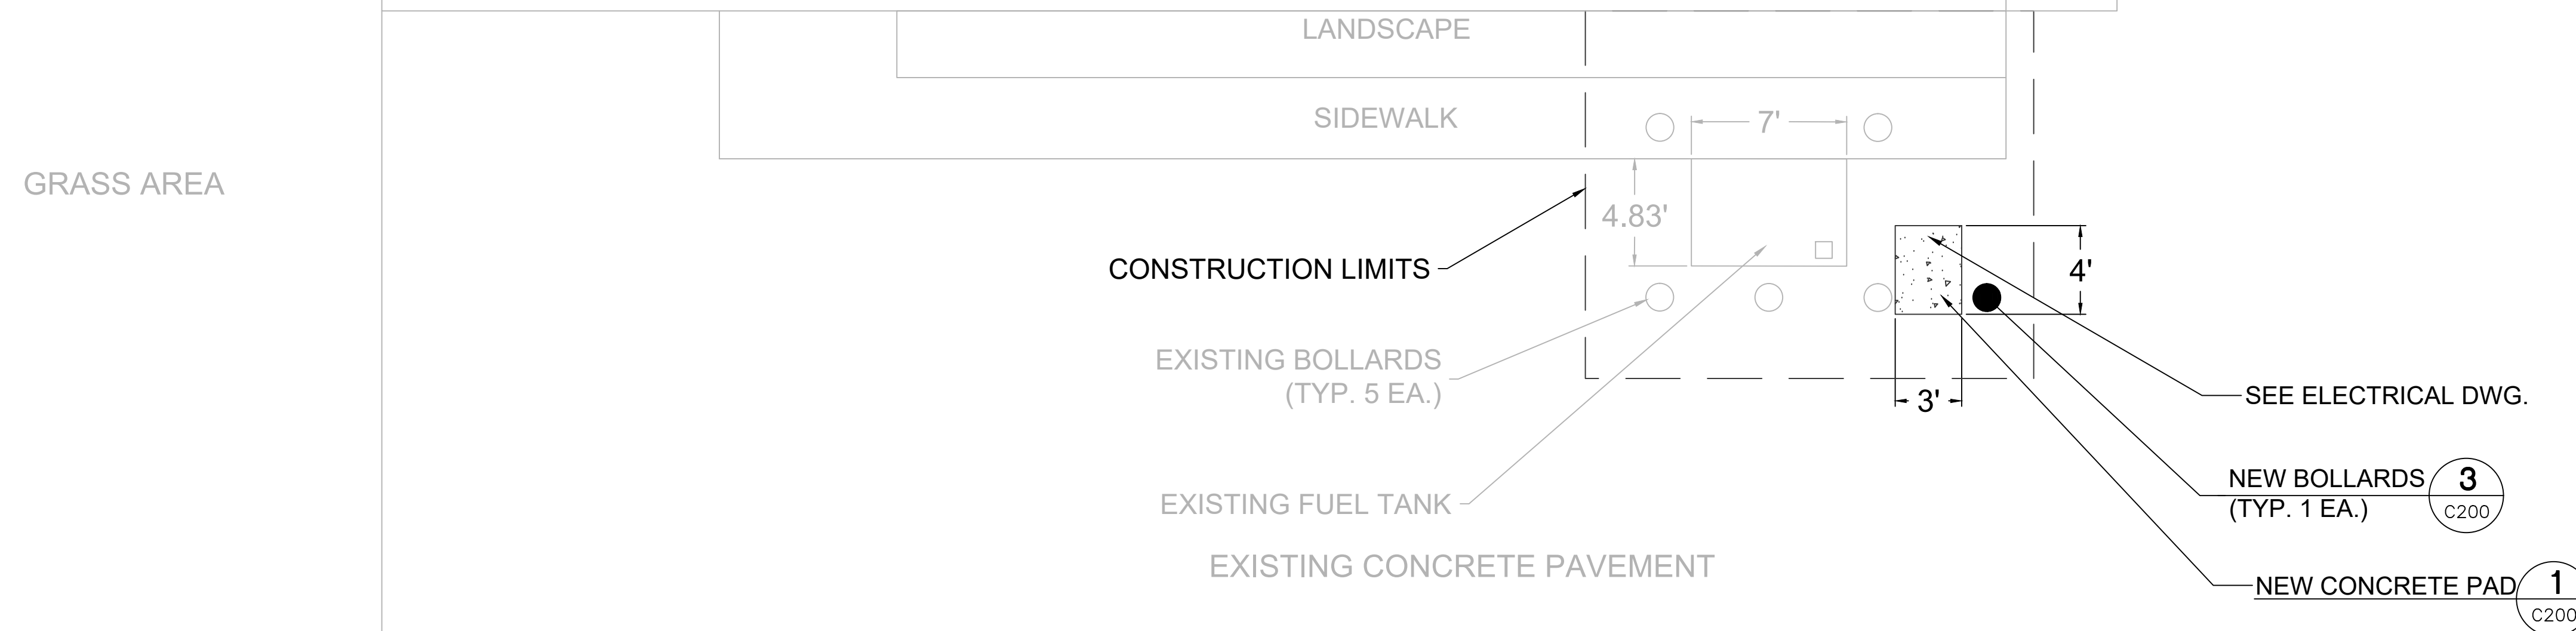 LANDSCAPE
SIDEWALK
7'
GRASS AREA
4.83'
CONSTRUCTION LIMITS
4'
EXISTING BOLLARDS
(TYP. 5 EA.)
3'
SEE ELECTRICAL DWG.
EXISTING FUEL TANK
NEW BOLLARDS
(TYP. 1 EA.)
3
C200
EXISTING CONCRETE PAVEMENT
NEW CONCRETE PAD
1
C200